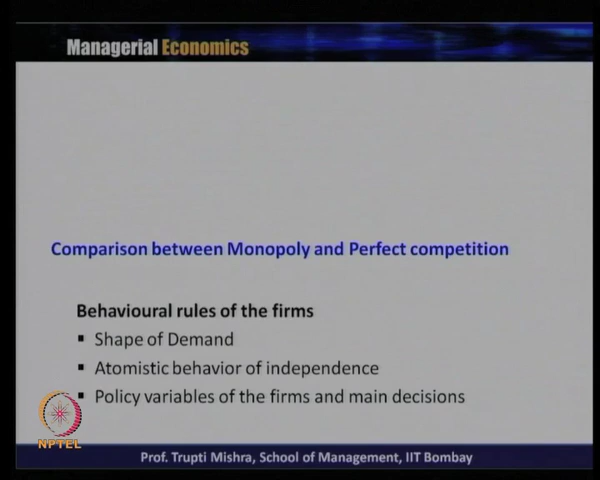 Managerial Economics
Comparison between Monopoly and Perfect competition
Behavioural rules of the firms
▪ Shape of Demand
▪ Atomistic behavior of independence
▪ Policy variables of the firms and main decisions
NPTEL
Prof. Trupti Mishra, School of Management, IIT Bombay